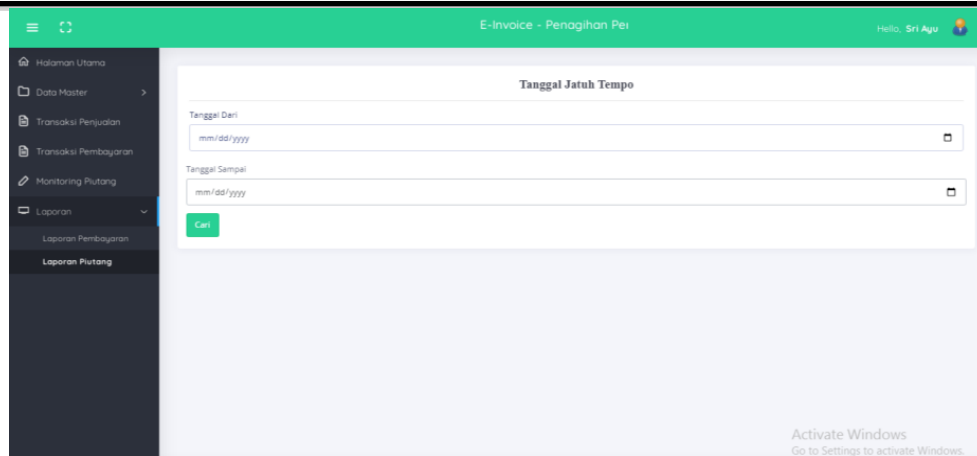 E-Invoice - Penagihan Per
Hello, Sri Ayu
Halaman Utama
Data Master
Transaksi Penjualan
Transaksi Pembayaran
Monitoring Piutang
Laporan
Laporan Pembayaran
Laporan Piutang
Tanggal Jatuh Tempo
Tanggal Dari
mm/dd/yyyy
Tanggal Sampai
mm/dd/yyyy
Cari
Activate Windows
Go to Settings to activate Windows.